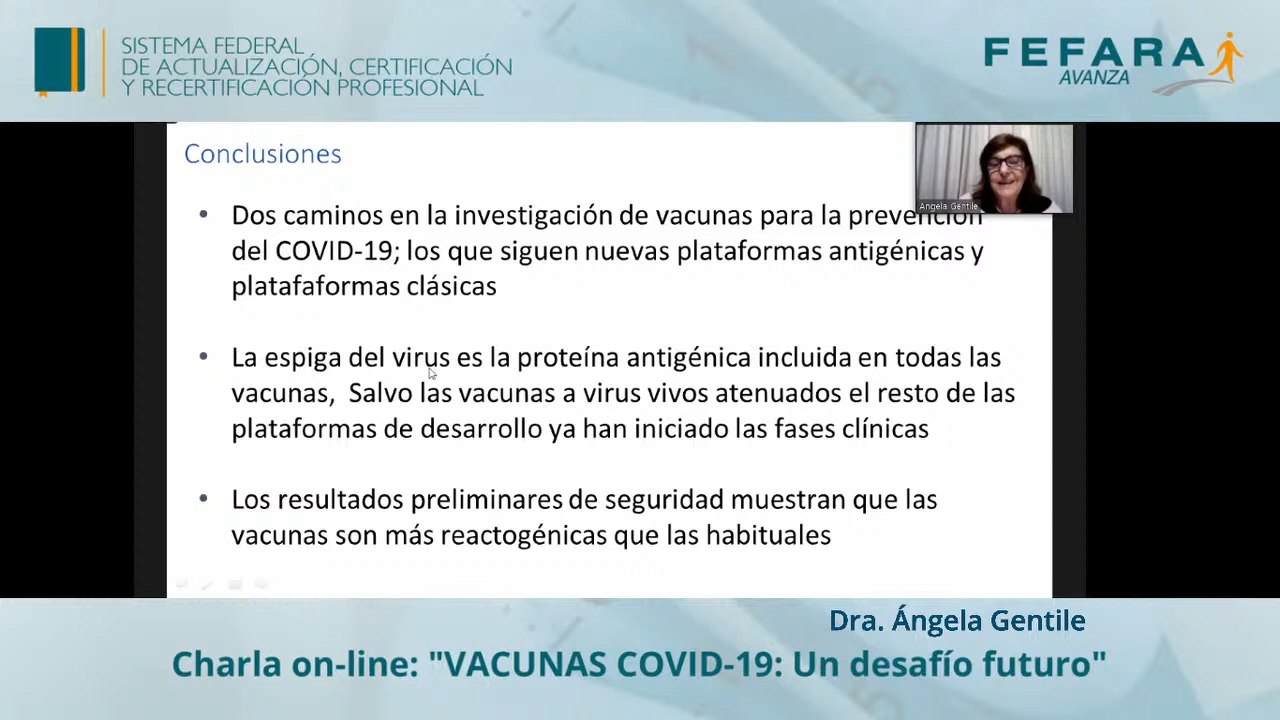 SISTEMA FEDERAL
DE ACTUALIZACIÓN, CERTIFICACIÓN
Y RECERTIFICACIÓN PROFESIONAL
FEFARA
AVANZA
Conclusiones
Angela Gentile
• Dos caminos en la investigación de vacunas para la prevención
del COVID-19; los que siguen nuevas plataformas antigénicas y
platafaformas clásicas
• La espiga del virus es la proteína antigénica incluida en todas las
vacunas, Salvo las vacunas a virus vivos atenuados el resto de las
plataformas de desarrollo ya han iniciado las fases clínicas
• Los resultados preliminares de seguridad muestran que las
vacunas son más reactogénicas que las habituales
Dra. Ángela Gentile
Charla on-line: "VACUNAS COVID-19: Un desafío futuro"